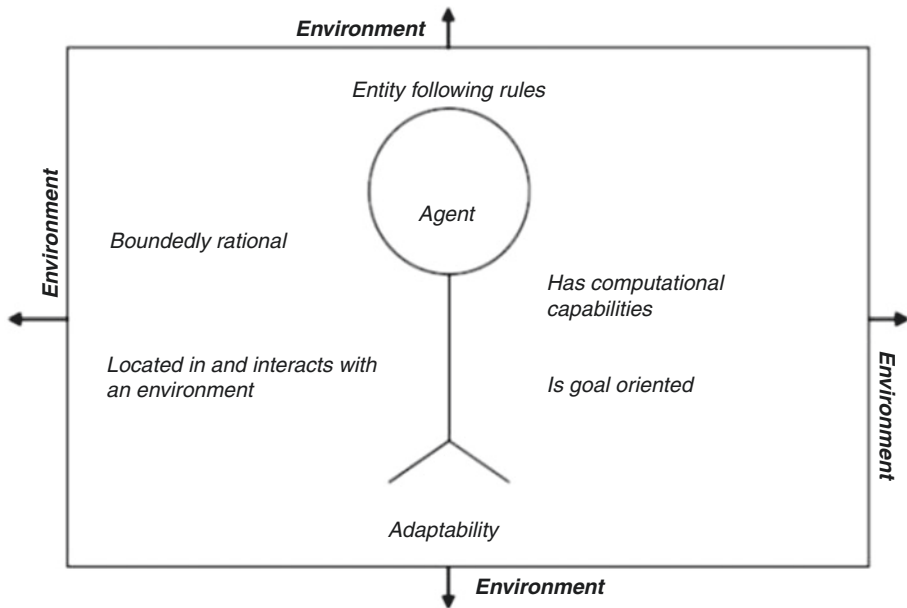 Environment
Entity following rules
Agent
Environment
Boundedly rational
Has computational
capabilities
Located in and interacts with
an environment
Is goal oriented
Environment
Adaptability
Environment